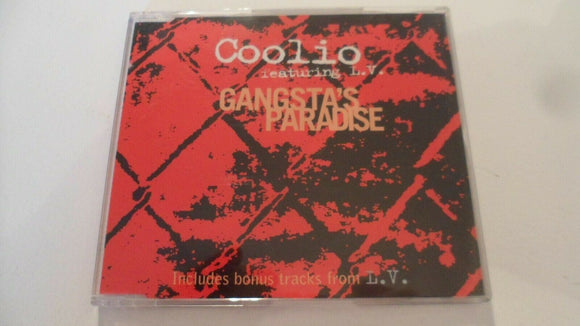 Coolio
featuring L.V.
GANGSTA'S
PARADISE
Includes bonus tracks from L.V.